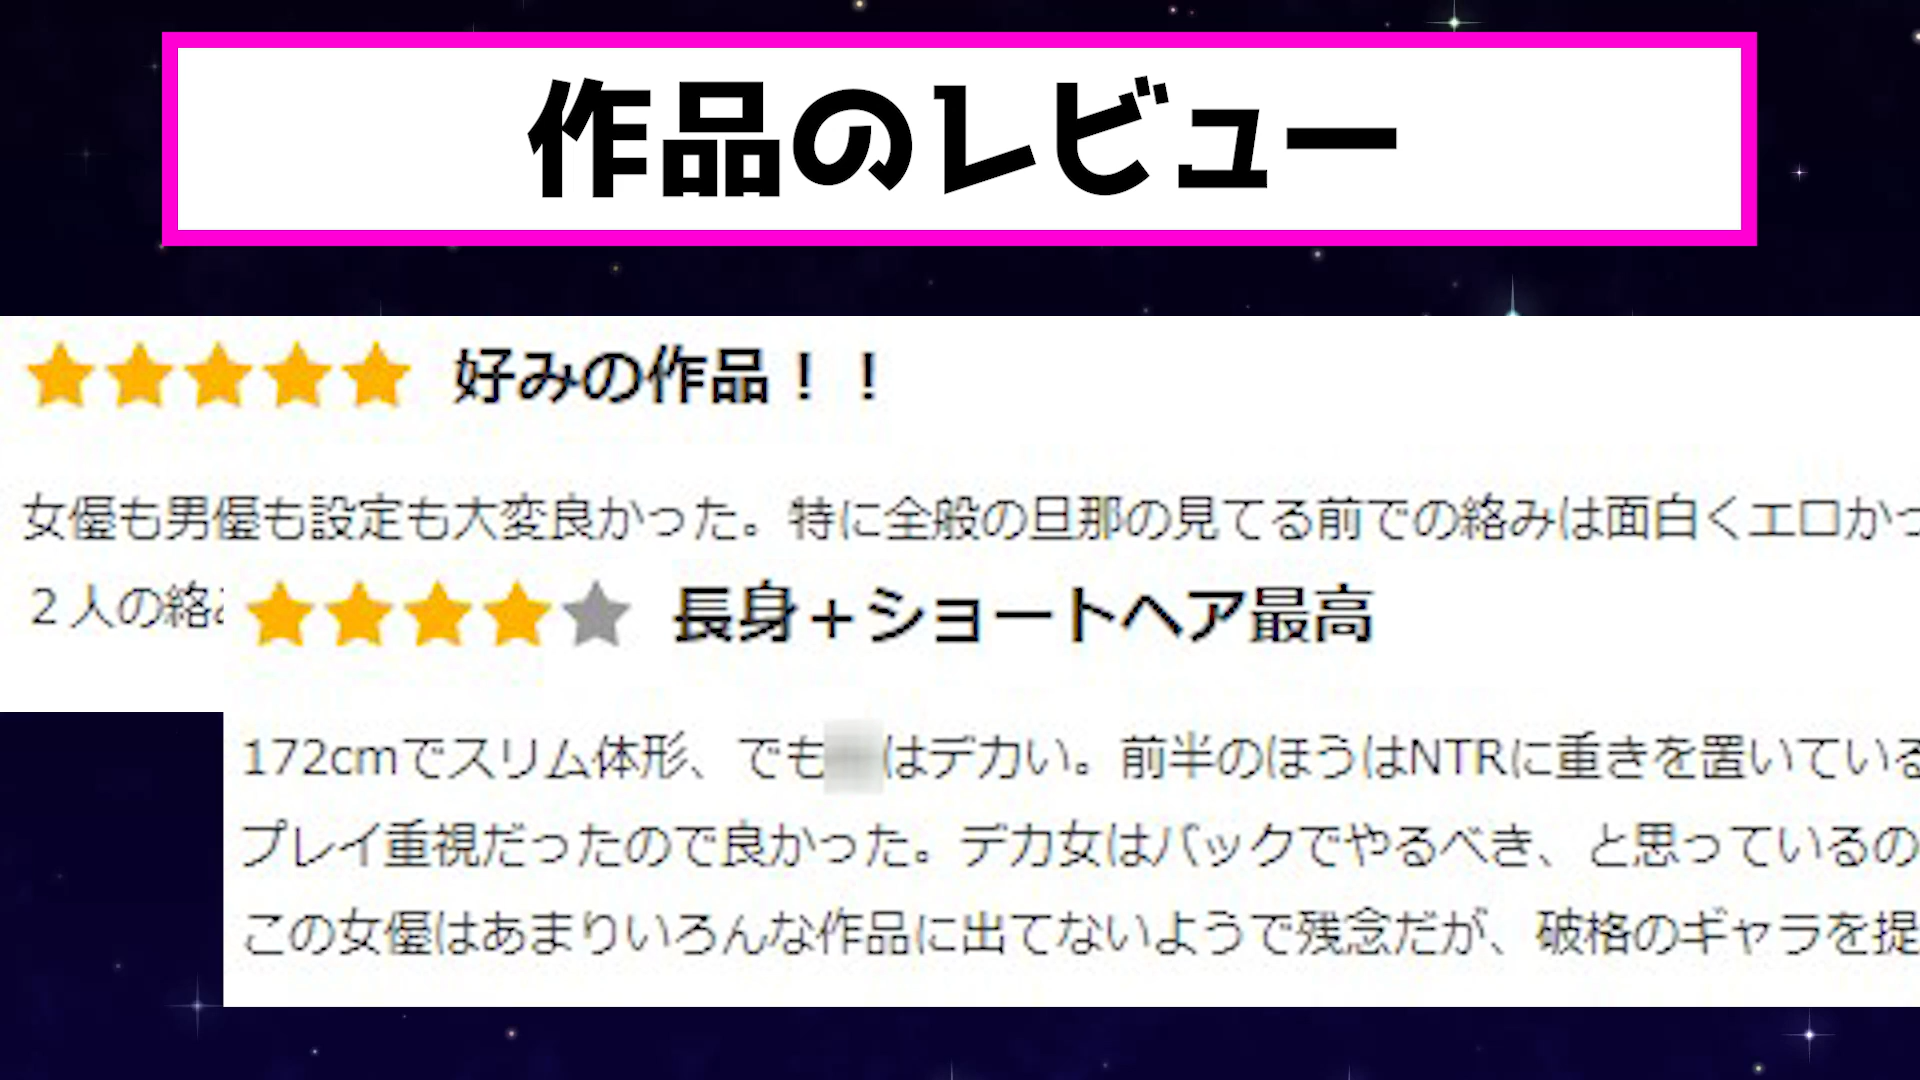 作品のレビュー
好みの作品！！
女優も男優も設定も大変良かった。特に全般の旦那の見てる前での絡みは面白くエロかっ
２人の絡み
長身＋ショートヘア最高
172cmでスリム体形、でも はデカい。前半のほうはNTRに重きを置いている
プレイ重視だったので良かった。デカ女はバックでやるべき、と思っているの
この女優はあまりいろんな作品に出てないようで残念だが、破格のギャラを提